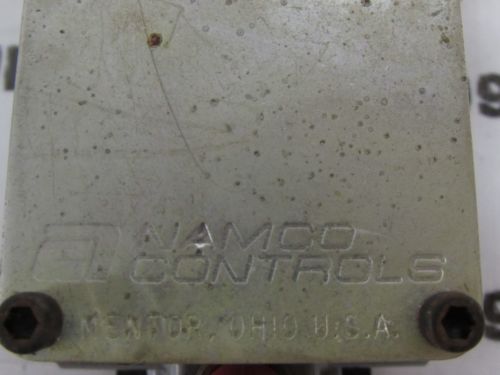 NAMCO
CONTROLS
MENTOR, OHIO U.S.A.